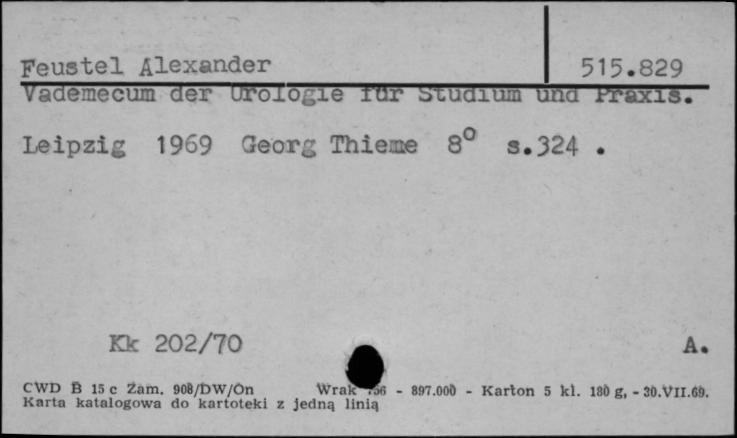 Feustel Alexander 515.829
Vademecum der Urologie für Studium und Praxis.
Leipzig 1969 Georg Thieme 8° s.324 .
Kk 202/70 A.
CWD B 15 c Zam. 908/DW/On Wrak - 897.000 - Karton 5 kl. 180 g, - 30.VII.69.
Karta katalogowa do kartoteki z jedną linią